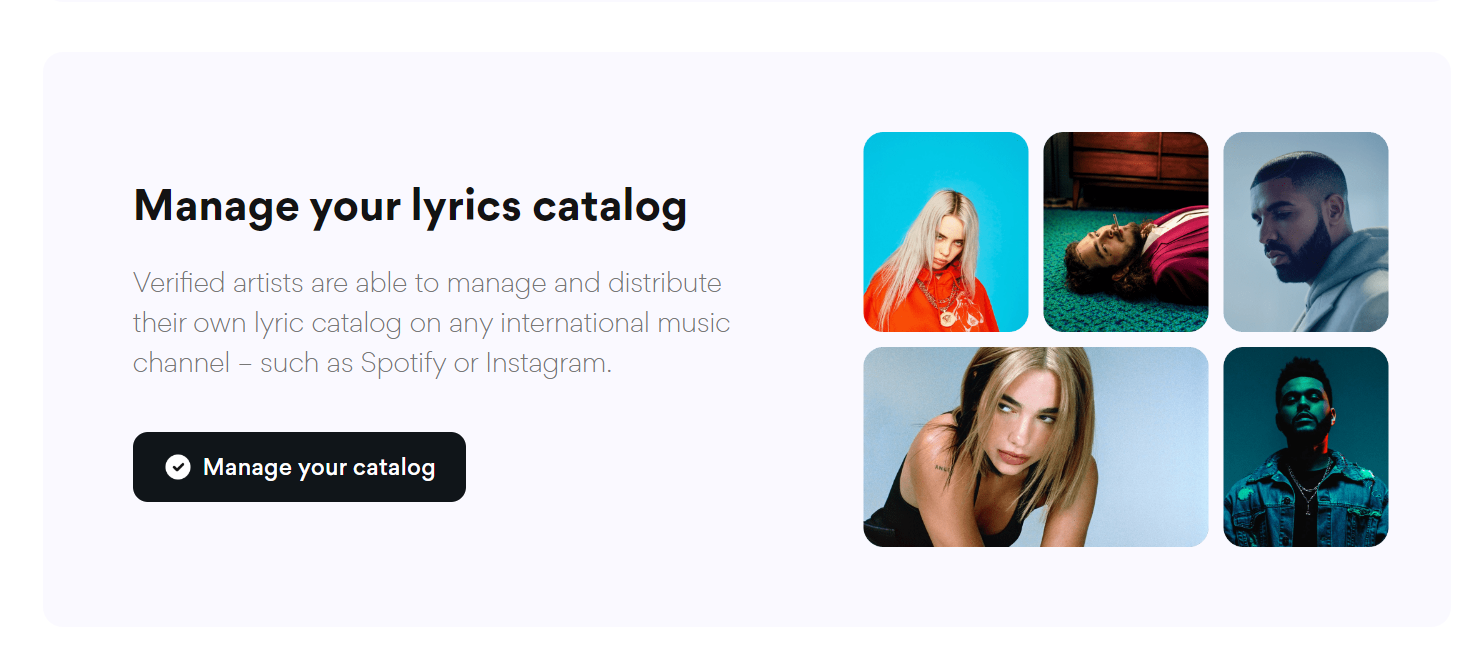 Manage your lyrics catalog
Verified artists are able to manage and distribute
their own lyric catalog on any international music
channel – such as Spotify or Instagram.
Manage your catalog